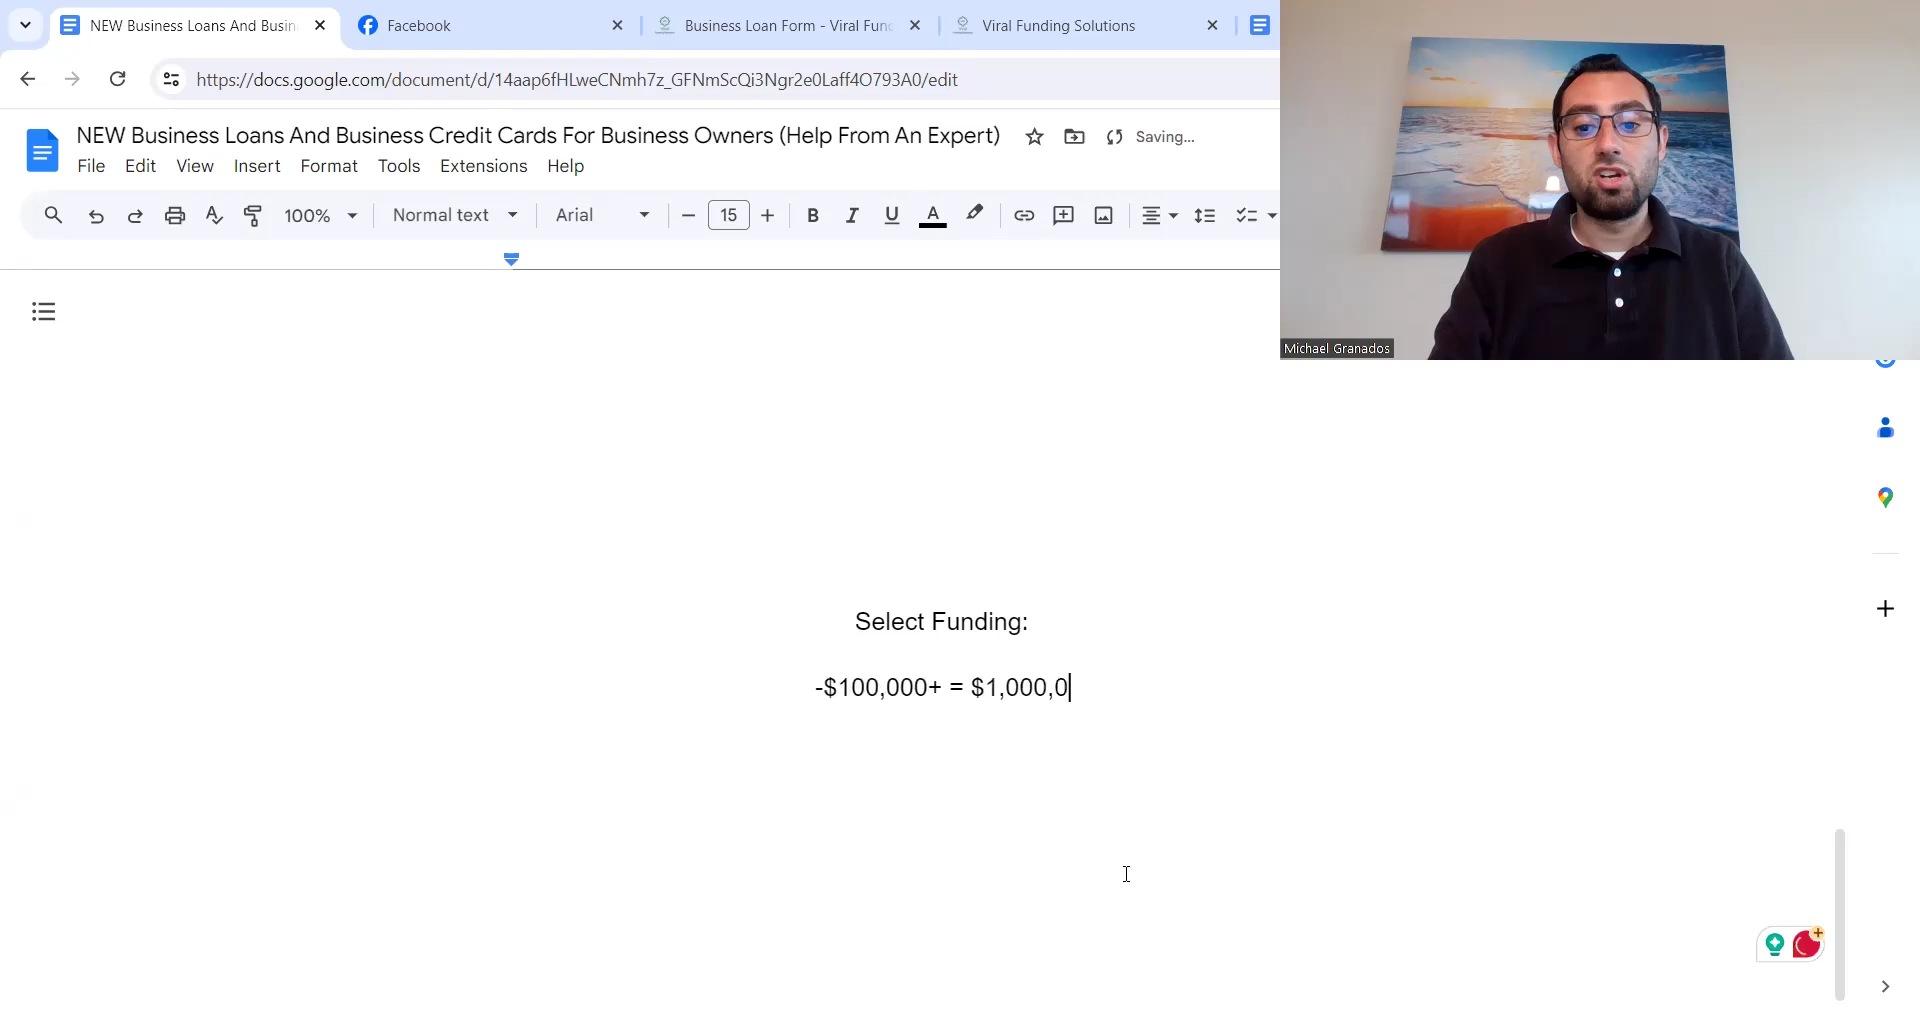 NEW Business Loans And Busin
Facebook
Business Loan Form - Viral Func
Viral Funding Solutions
https://docs.google.com/document/d/14aap6fHLweCNmh7z_GFNmScQi3Ngr2e0Laff4O793A0/edit
NEW Business Loans And Business Credit Cards For Business Owners (Help From An Expert)
Saving...
File Edit View Insert Format Tools Extensions Help
100% Normal text Arial 15 B I U A
Michael Granados
Select Funding:
-$100,000+ = $1,000,0